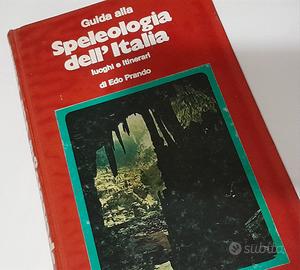 Guida alla
Speleologia
dell'Italia
luoghi e itinerari
di Edo Prando
subito